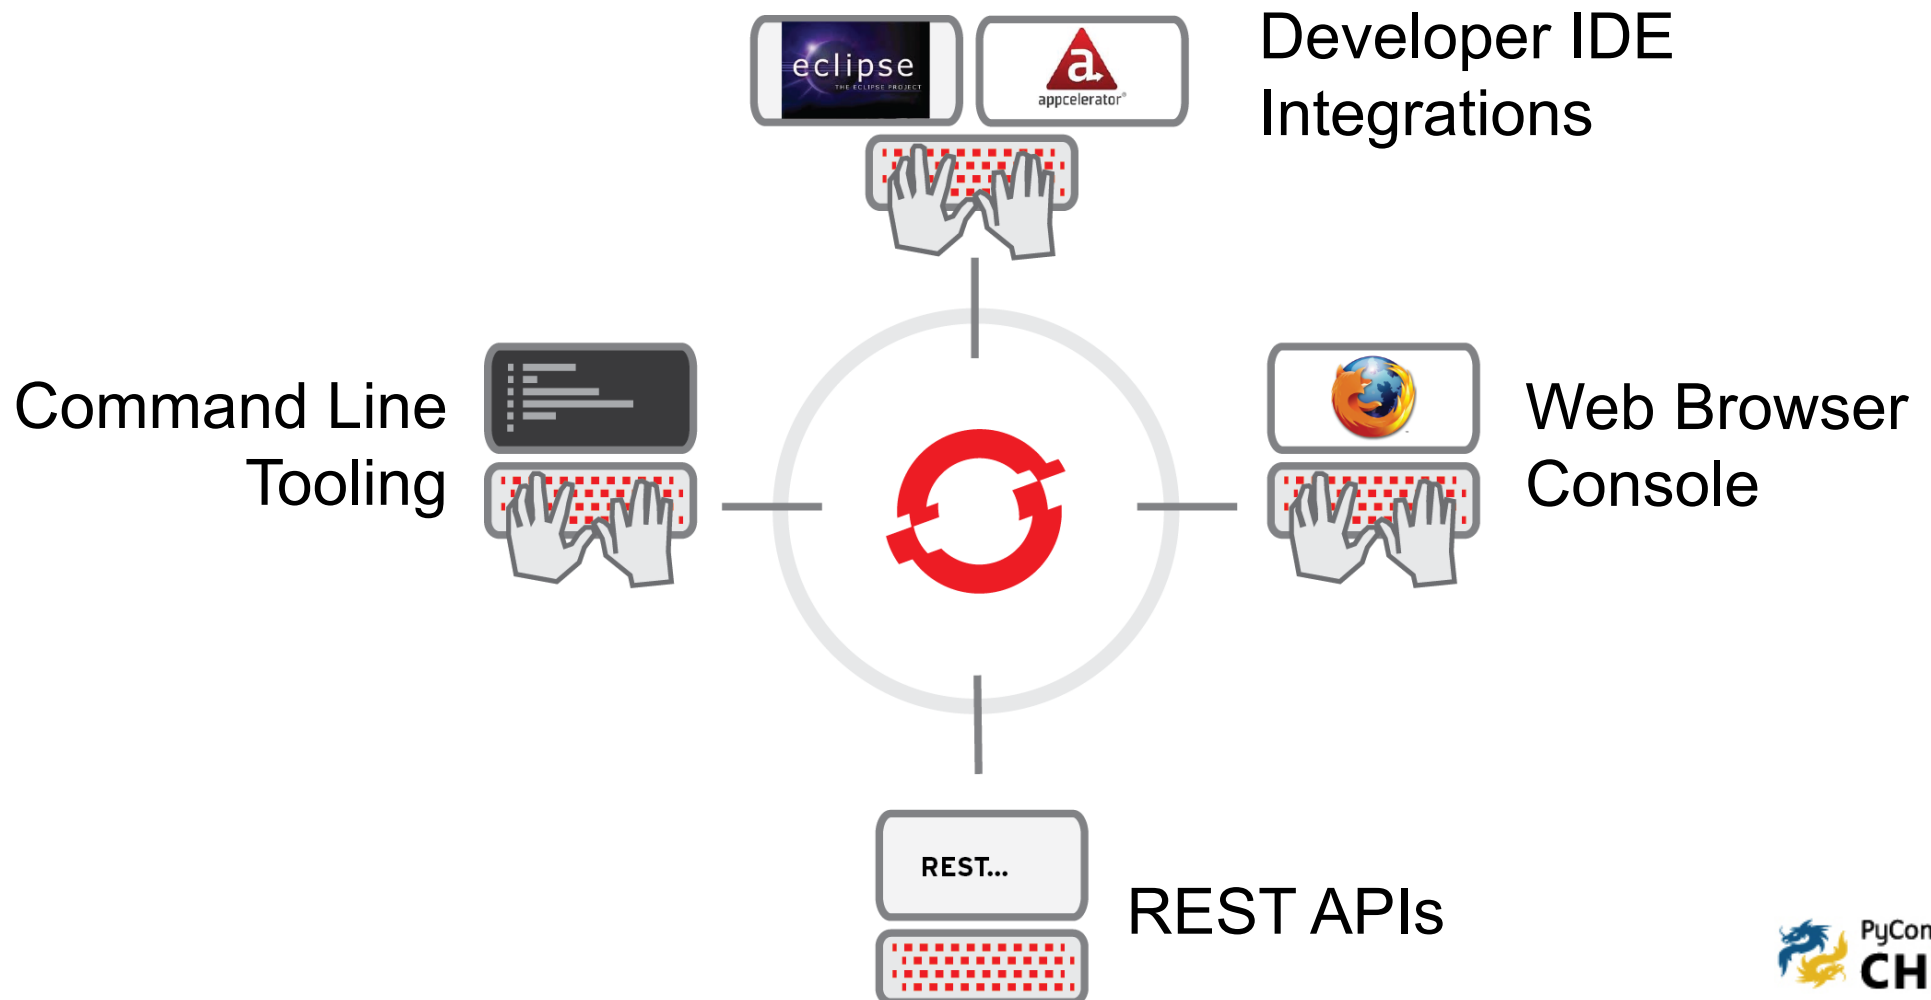 eclipse
THE ECLIPSE PROJECT
a
appcelerator®
Developer IDE
Integrations
Command Line
Tooling
Web Browser
Console
REST...
REST APIs
PyCon
CH